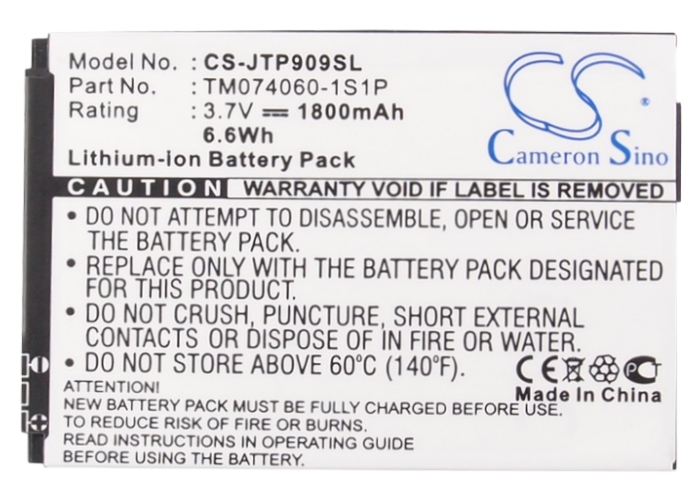 Model No. : CS-JTP909SL
Part No. : TM074060-1S1P
Rating : 3.7V 1800mAh
6.6Wh
Lithium-ion Battery Pack
CS ®
Cameron Sino
CAUTION WARRANTY VOID IF LABEL IS REMOVED
• DO NOT ATTEMPT TO DISASSEMBLE, OPEN OR SERVICE
THE BATTERY PACK.
• REPLACE ONLY WITH THE BATTERY PACK DESIGNATED
FOR THIS PRODUCT.
• DO NOT CRUSH, PUNCTURE, SHORT EXTERNAL
CONTACTS OR DISPOSE OF IN FIRE OR WATER.
• DO NOT STORE ABOVE 60°C (140°F).
CE PCT
Made In China
ATTENTION:
NEW BATTERY PACK MUST BE FULLY CHARGED BEFORE USE,
TO REDUCE RISK OF FIRE OR BURNS.
READ INSTRUCTIONS IN OPERATING GUIDE
BEFORE USING BATTERY PACK.